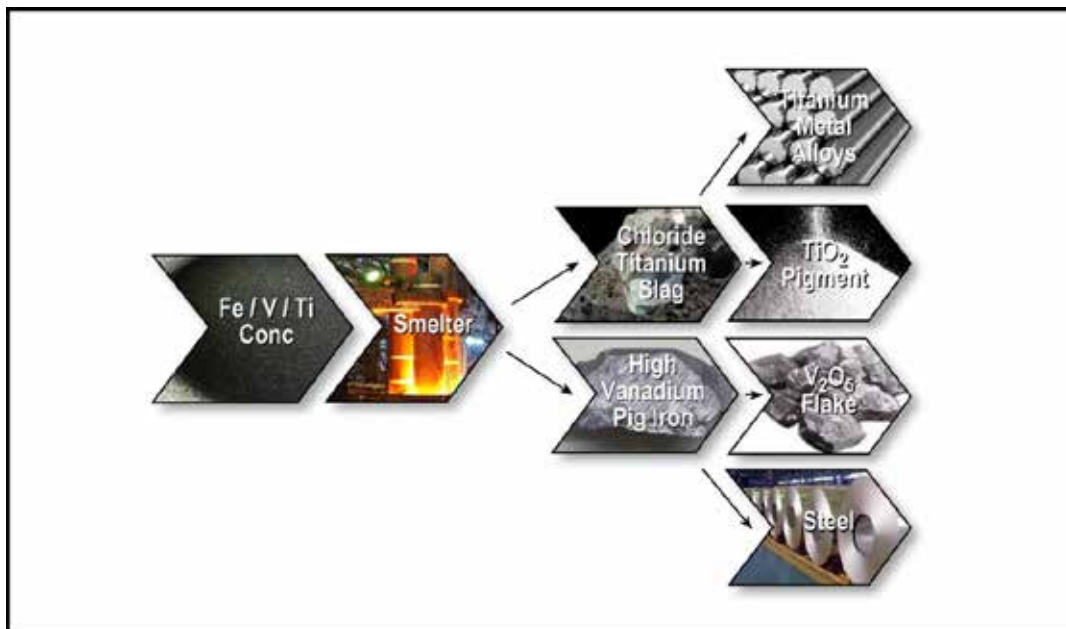 Titanium
Metal
Alloys
Chloride
Titanium
Slag
TiO₂
Pigment
Fe / V / Ti
Conc
Smelter
High
Vanadium
Pig Iron
V₂O₅
Flake
Steel